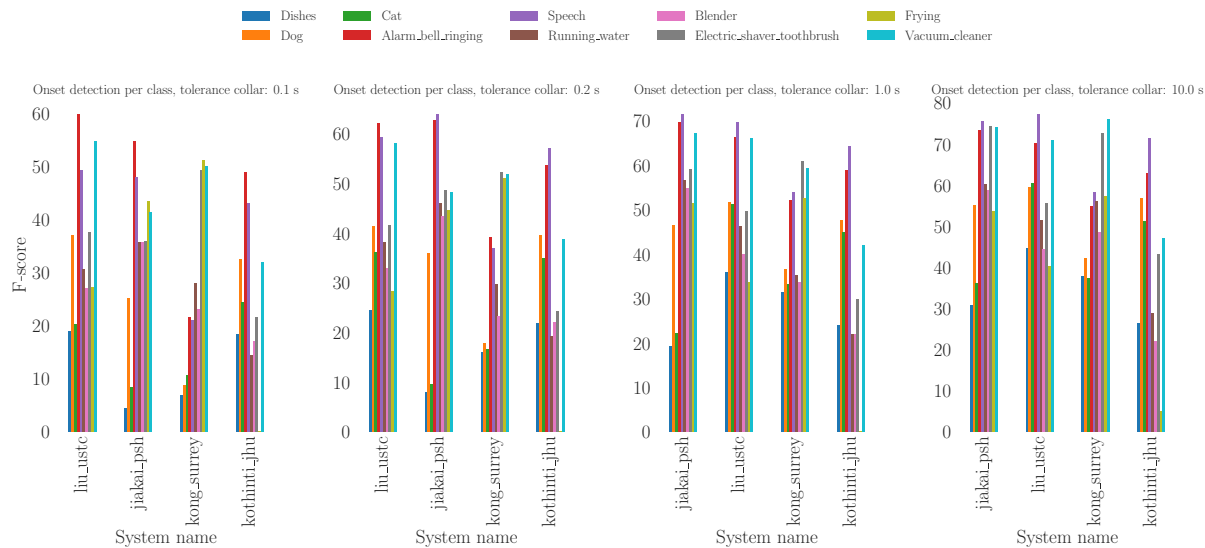 Dishes Cat Speech Blender Frying
Dog Alarm_bell_ringing Running_water Electric_shaver_toothbrush Vacuum_cleaner
Onset detection per class, tolerance collar: 0.1 s
60
50
40
30
20
10
0
F-score
liu_ustc
jiakai_psh
kong_surrey
kothinti_jhu
System name
Onset detection per class, tolerance collar: 0.2 s
60
50
40
30
20
10
0
liu_ustc
jiakai_psh
kong_surrey
kothinti_jhu
System name
Onset detection per class, tolerance collar: 1.0 s
70
60
50
40
30
20
10
0
jiakai_psh
liu_ustc
kong_surrey
kothinti_jhu
System name
Onset detection per class, tolerance collar: 10.0 s
80
70
60
50
40
30
20
10
0
jiakai_psh
liu_ustc
kong_surrey
kothinti_jhu
System name